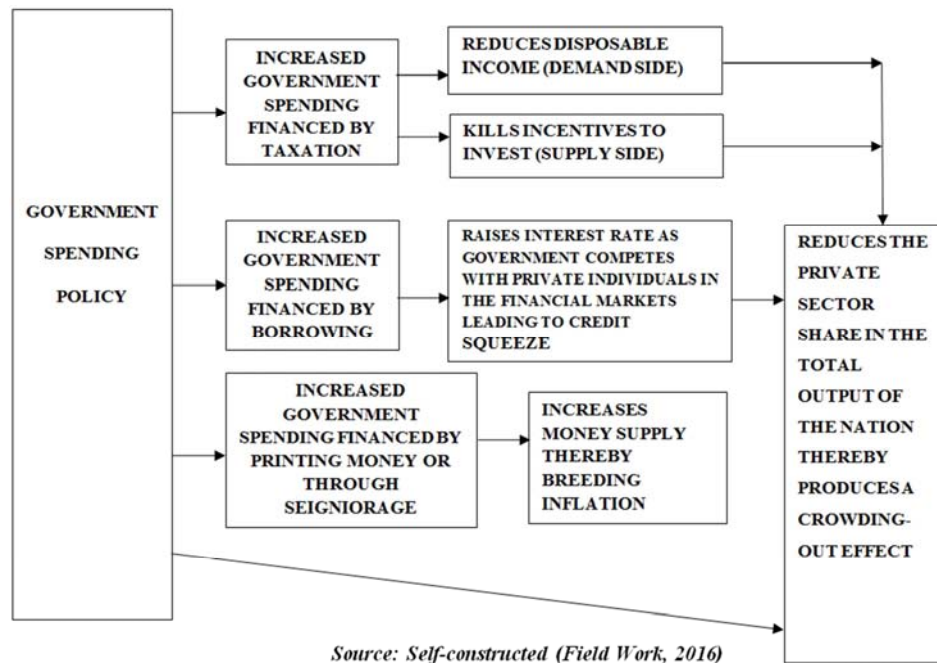 GOVERNMENT
SPENDING
POLICY
INCREASED
GOVERNMENT
SPENDING
FINANCED BY
TAXATION
REDUCES DISPOSABLE
INCOME (DEMAND SIDE)
KILLS INCENTIVES TO
INVEST (SUPPLY SIDE)
INCREASED
GOVERNMENT
SPENDING
FINANCED BY
BORROWING
RAISES INTEREST RATE AS
GOVERNMENT COMPETES
WITH PRIVATE INDIVIDUALS IN
THE FINANCIAL MARKETS
LEADING TO CREDIT
SQUEEZE
INCREASED
GOVERNMENT
SPENDING FINANCED BY
PRINTING MONEY OR
THROUGH
SEIGNIORAGE
INCREASES
MONEY SUPPLY
THEREBY
BREEDING
INFLATION
REDUCES THE
PRIVATE
SECTOR
SHARE IN THE
TOTAL
OUTPUT OF
THE NATION
THEREBY
PRODUCES A
CROWDING-
OUT EFFECT
Source: Self-constructed (Field Work, 2016)